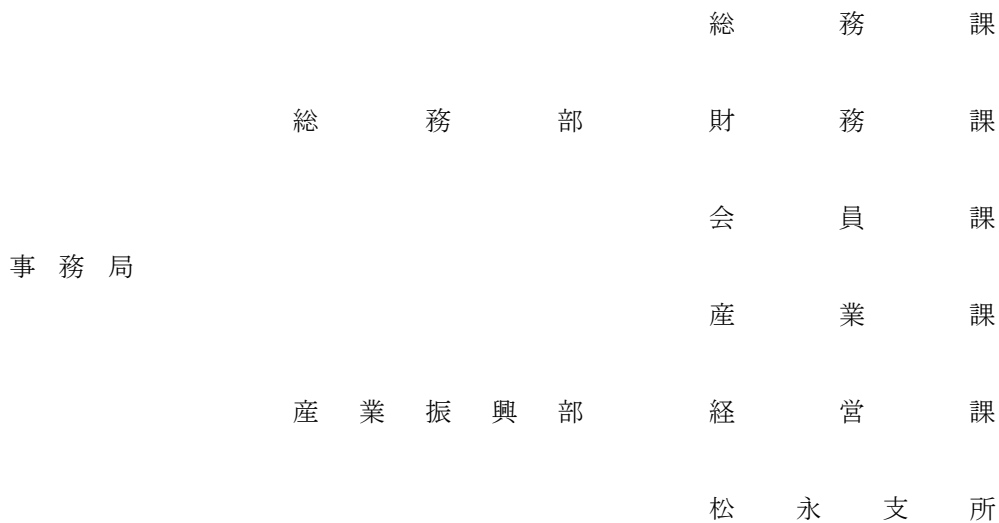 総務課
総務部 財務課
会員課
事務局
産業課
産業振興部 経営課
松永支所